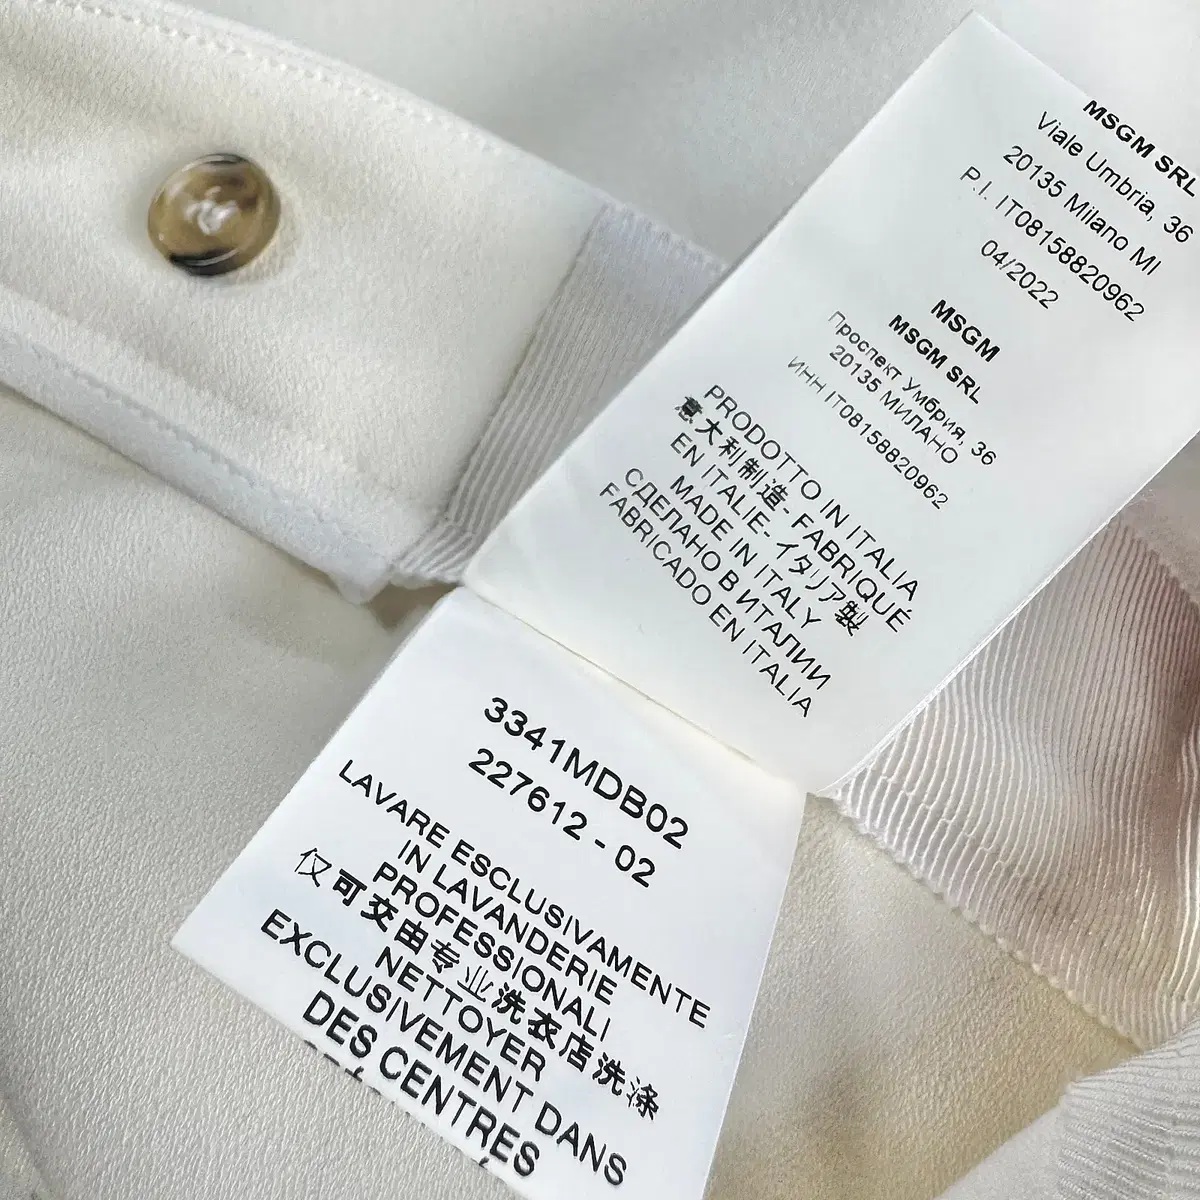 MSGM SRL
Viale Umbria, 36
20135 Milano MI
P.I. IT08158820962
04/2022
MSGM
MSGM SRL
Проспект Умбрия, 36
20135 МИЛАНО
ИНН IT08158820962
PRODOTTO IN ITALIA
意大利制造- FABRIQUÉ
EN ITALIE-イタリア製
MADE IN ITALY
СДЕЛАНО В ИТАЛИИ
FABRICADO EN ITALIA
3341MDB02
227612 - 02
LAVARE ESCLUSIVAMENTE
IN LAVANDERIE
PROFESSIONALI
仅可交由专业洗衣店洗涤
NETTOYER
EXCLUSIVEMENT DANS
DES CENTRES